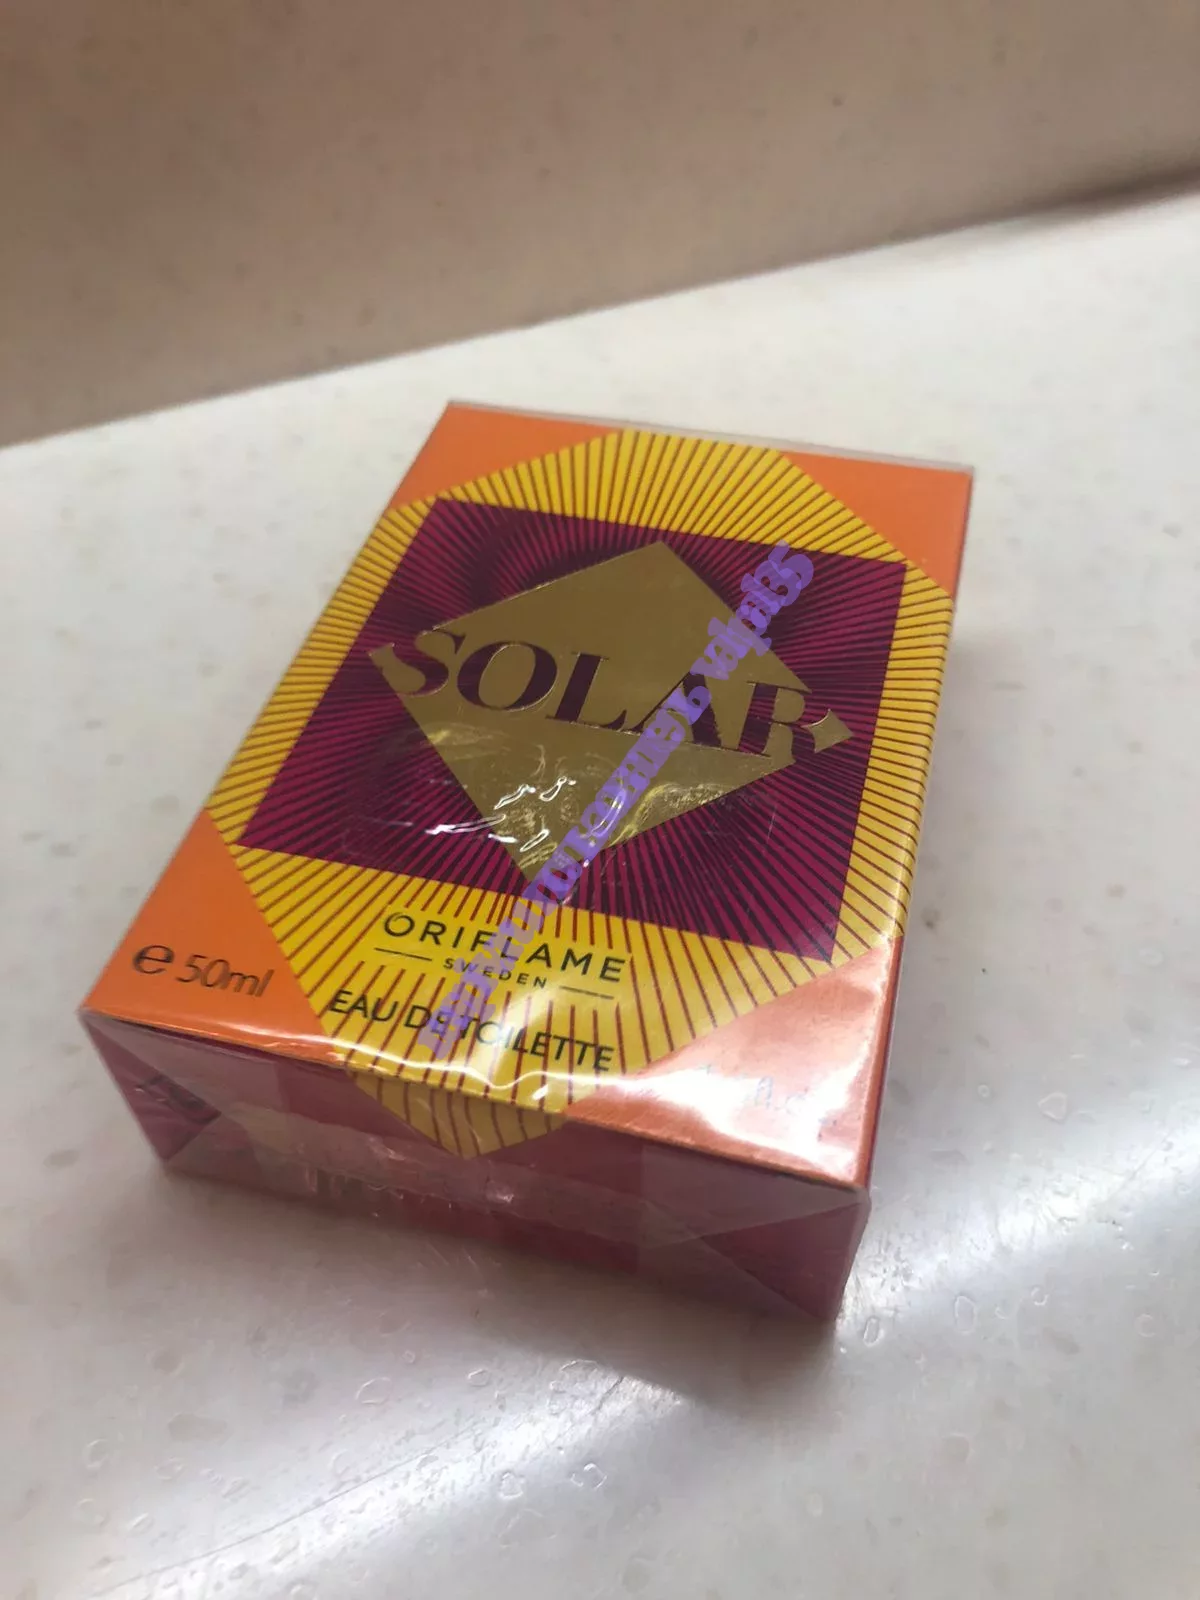 SOLAR
ORIFLAME
SWEDEN
EAU DE TOILETTE
e 50ml